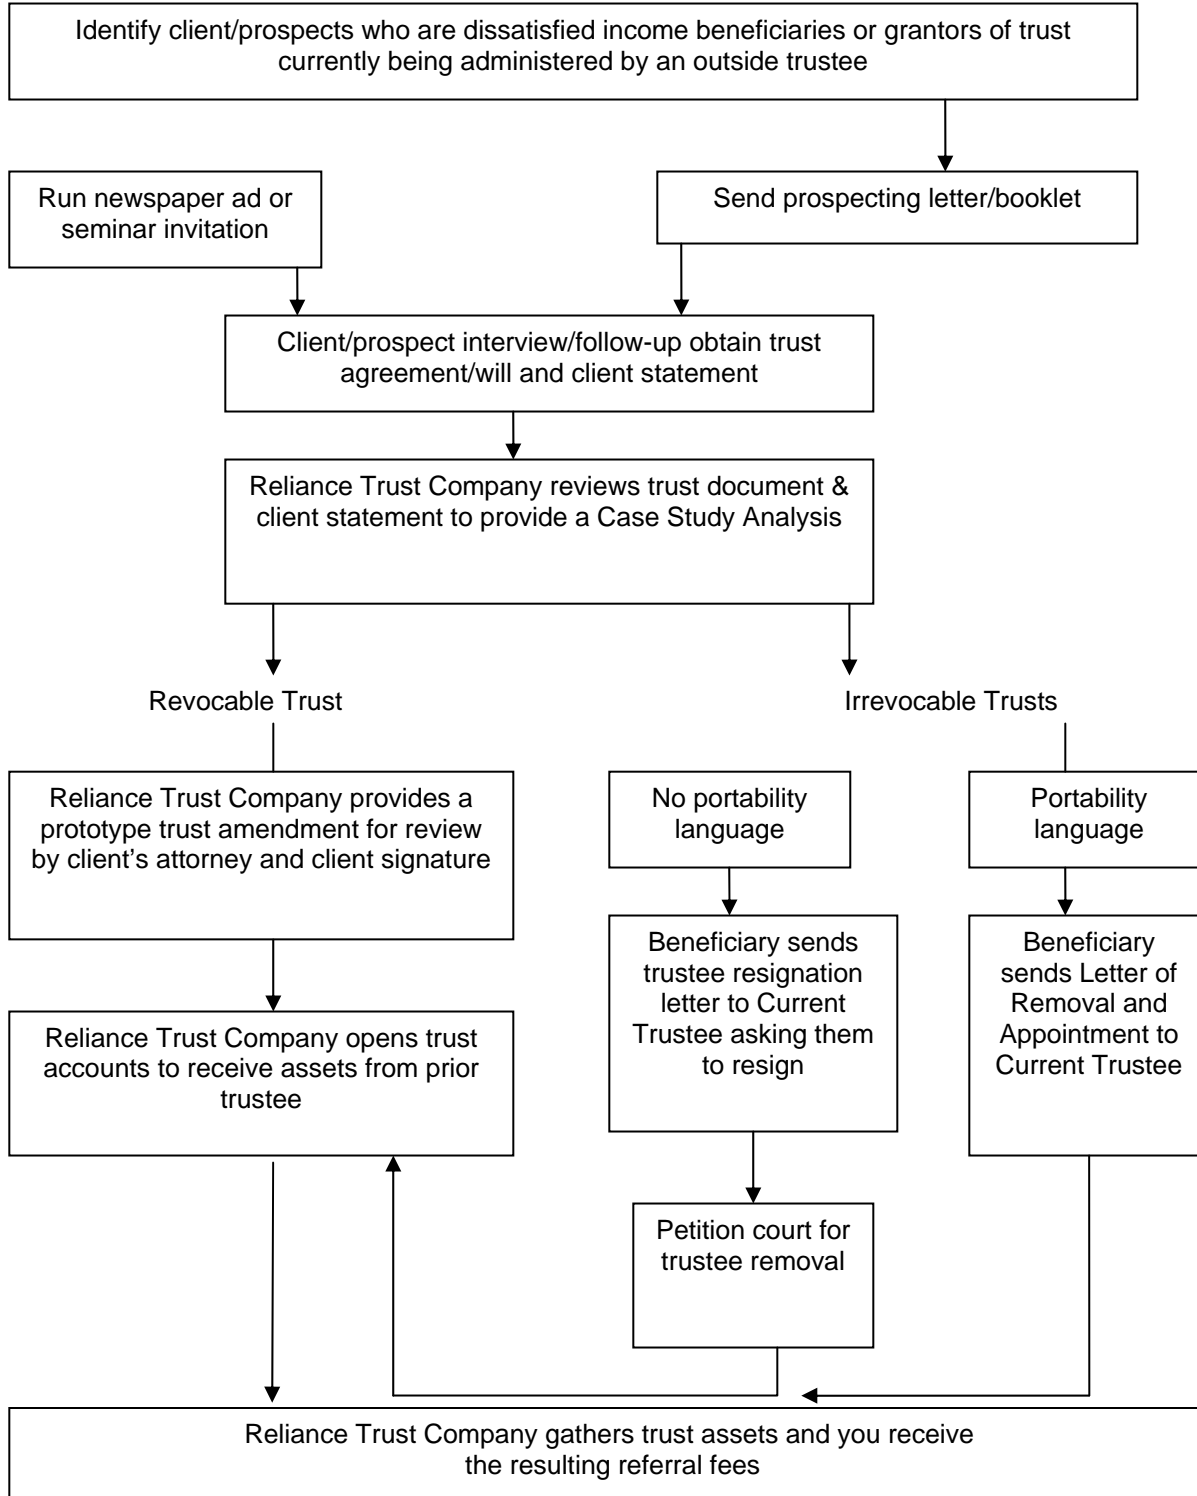 Identify client/prospects who are dissatisfied income beneficiaries or grantors of trust
currently being administered by an outside trustee
Run newspaper ad or
seminar invitation
Send prospecting letter/booklet
Client/prospect interview/follow-up obtain trust
agreement/will and client statement
Reliance Trust Company reviews trust document &
client statement to provide a Case Study Analysis
Revocable Trust
Irrevocable Trusts
Reliance Trust Company provides a
prototype trust amendment for review
by client's attorney and client signature
No portability
language
Portability
language
Reliance Trust Company opens trust
accounts to receive assets from prior
trustee
Beneficiary sends
trustee resignation
letter to Current
Trustee asking them
to resign
Beneficiary
sends Letter of
Removal and
Appointment to
Current Trustee
Petition court for
trustee removal
Reliance Trust Company gathers trust assets and you receive
the resulting referral fees